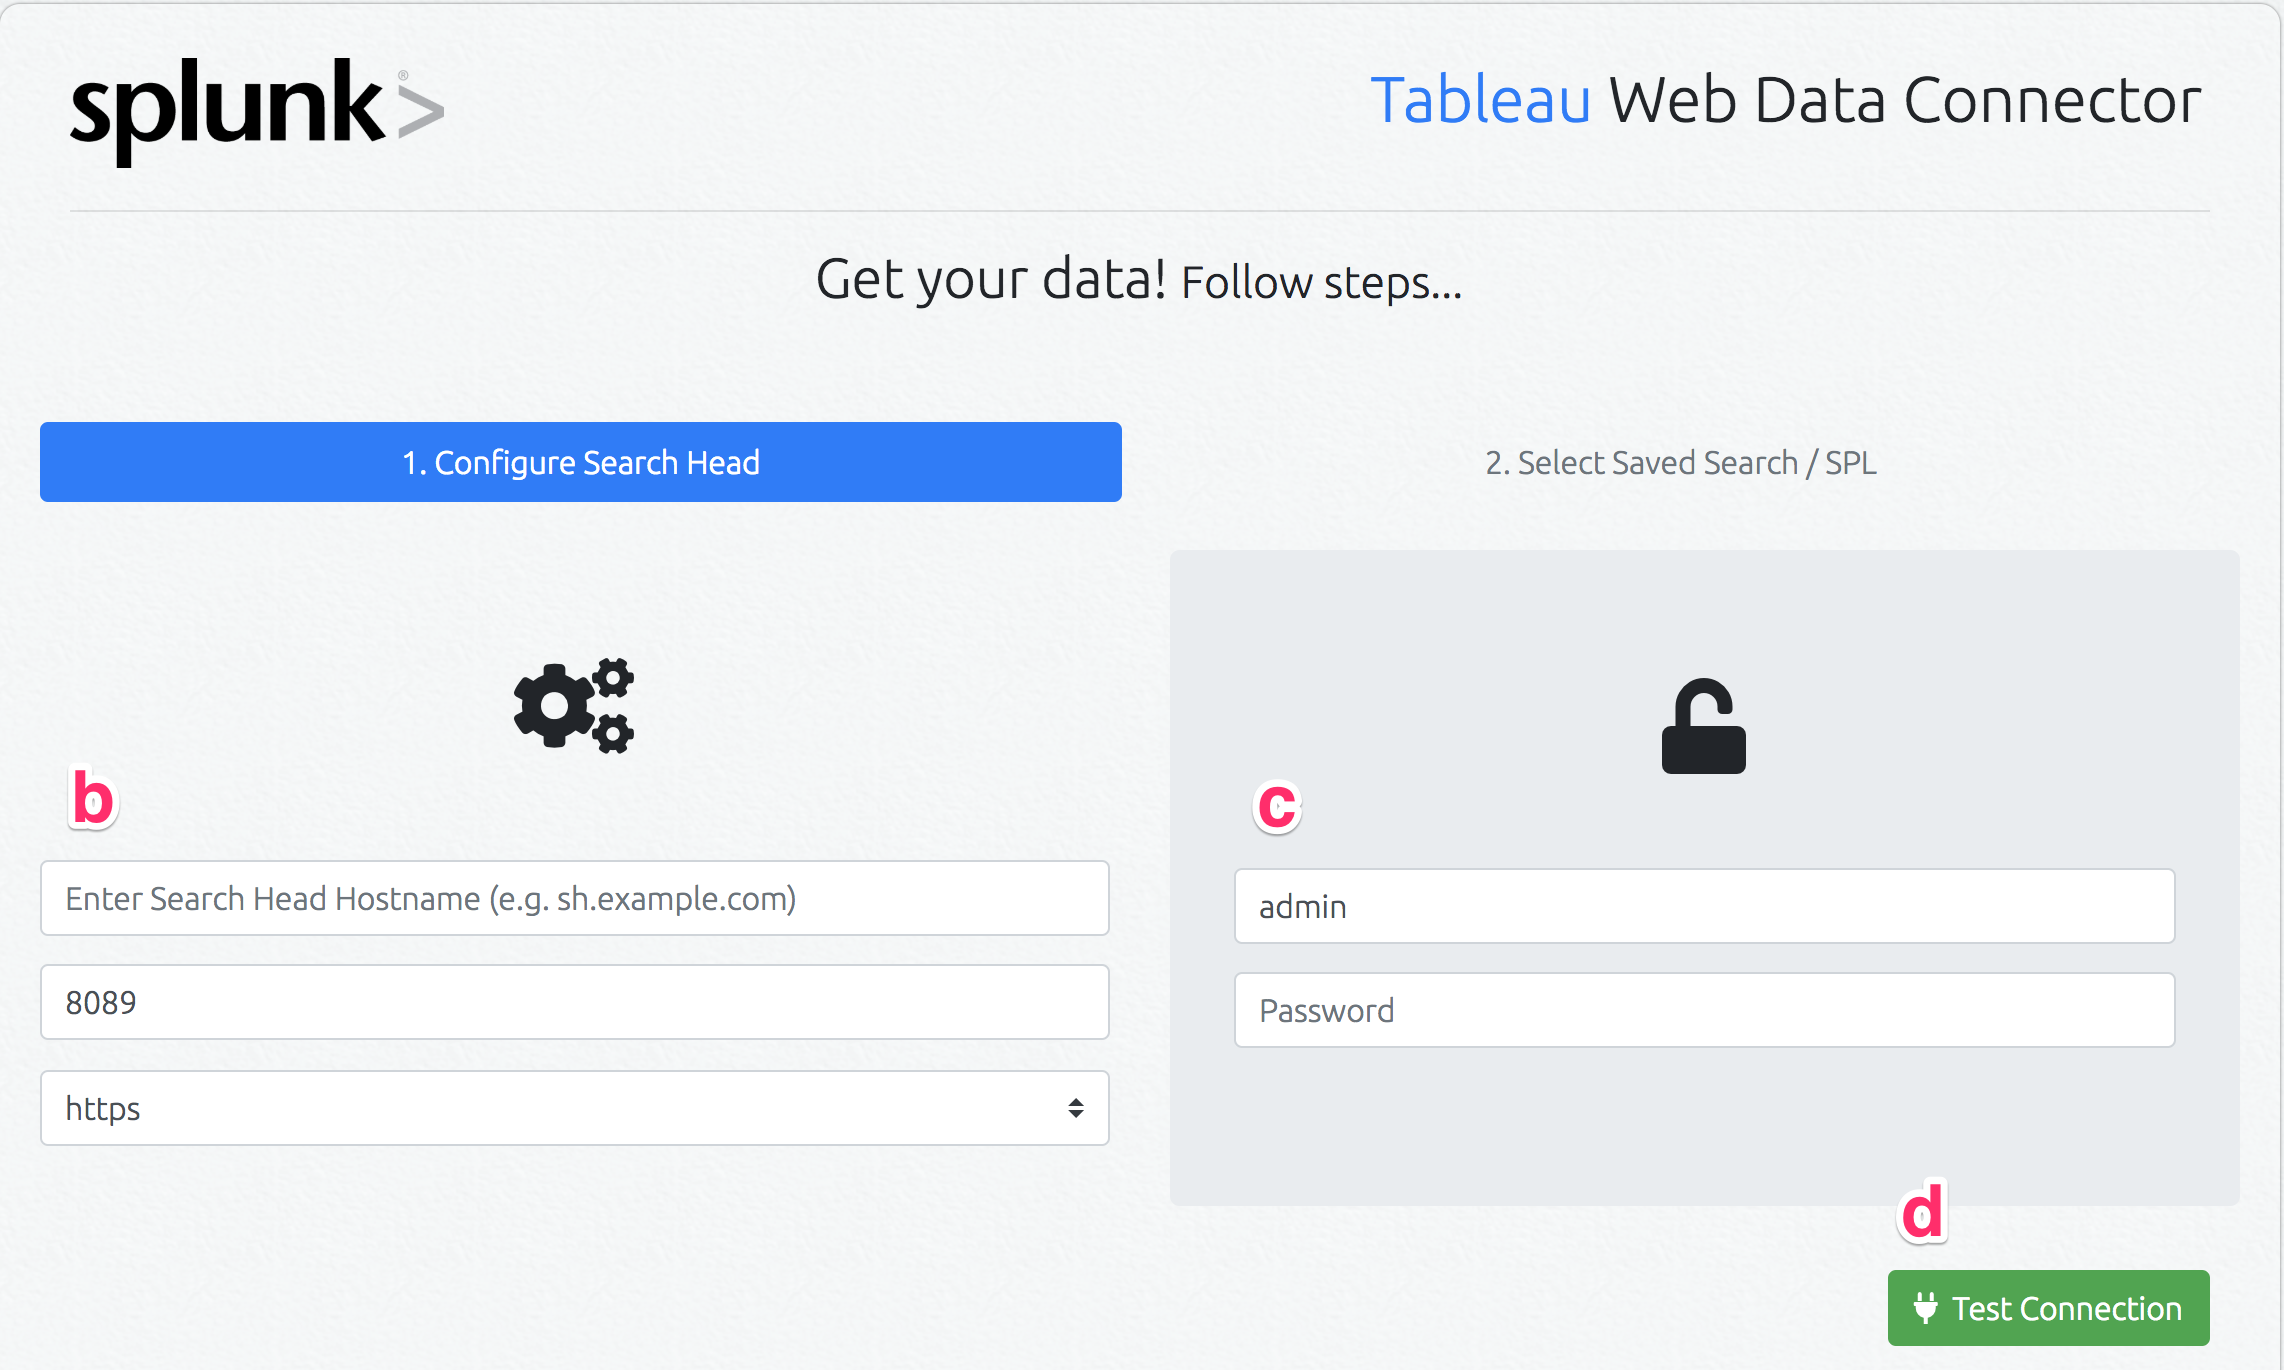 splunk>®
Tableau Web Data Connector
Get your data! Follow steps...
1. Configure Search Head
2. Select Saved Search / SPL
b
Enter Search Head Hostname (e.g. sh.example.com)
8089
https
c
admin
Password
d
Test Connection